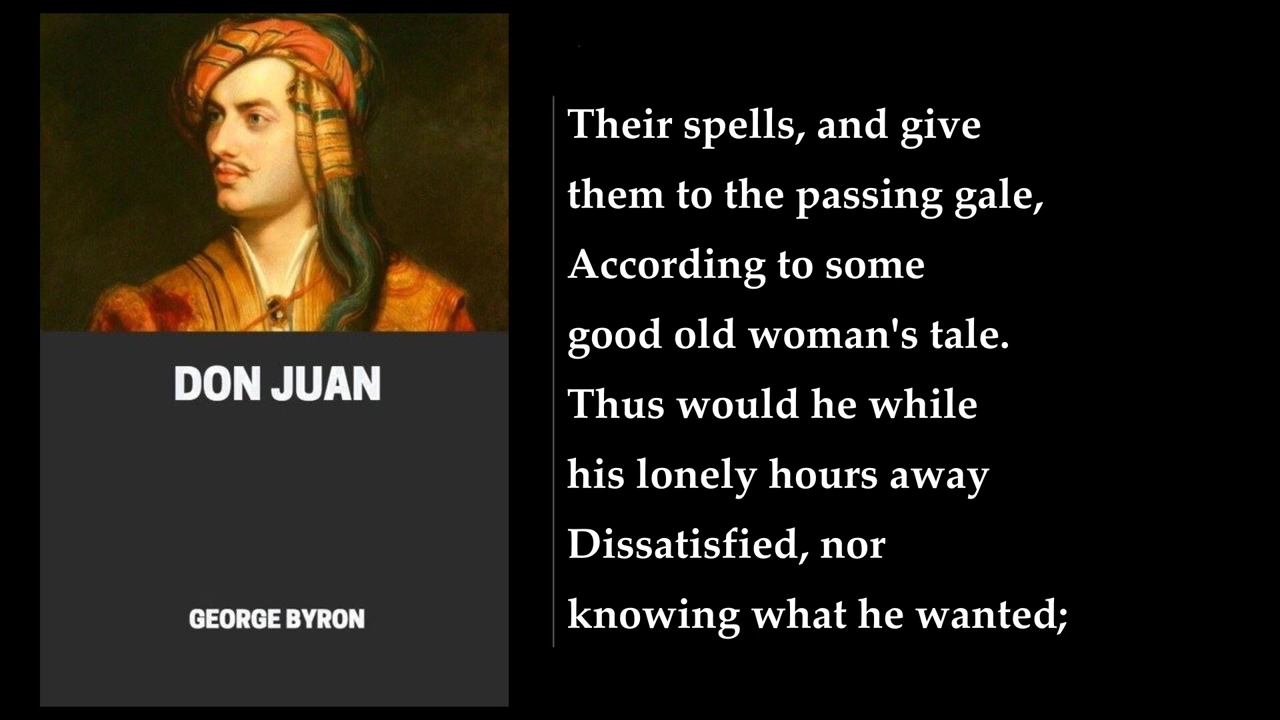 DON JUAN
GEORGE BYRON
Their spells, and give
them to the passing gale,
According to some
good old woman's tale.
Thus would he while
his lonely hours away
Dissatisfied, nor
knowing what he wanted;